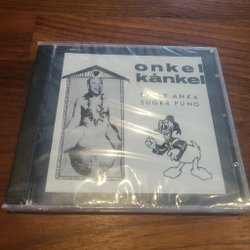 onkel
kånkel
KALLE ANKA
SUGER PUNG